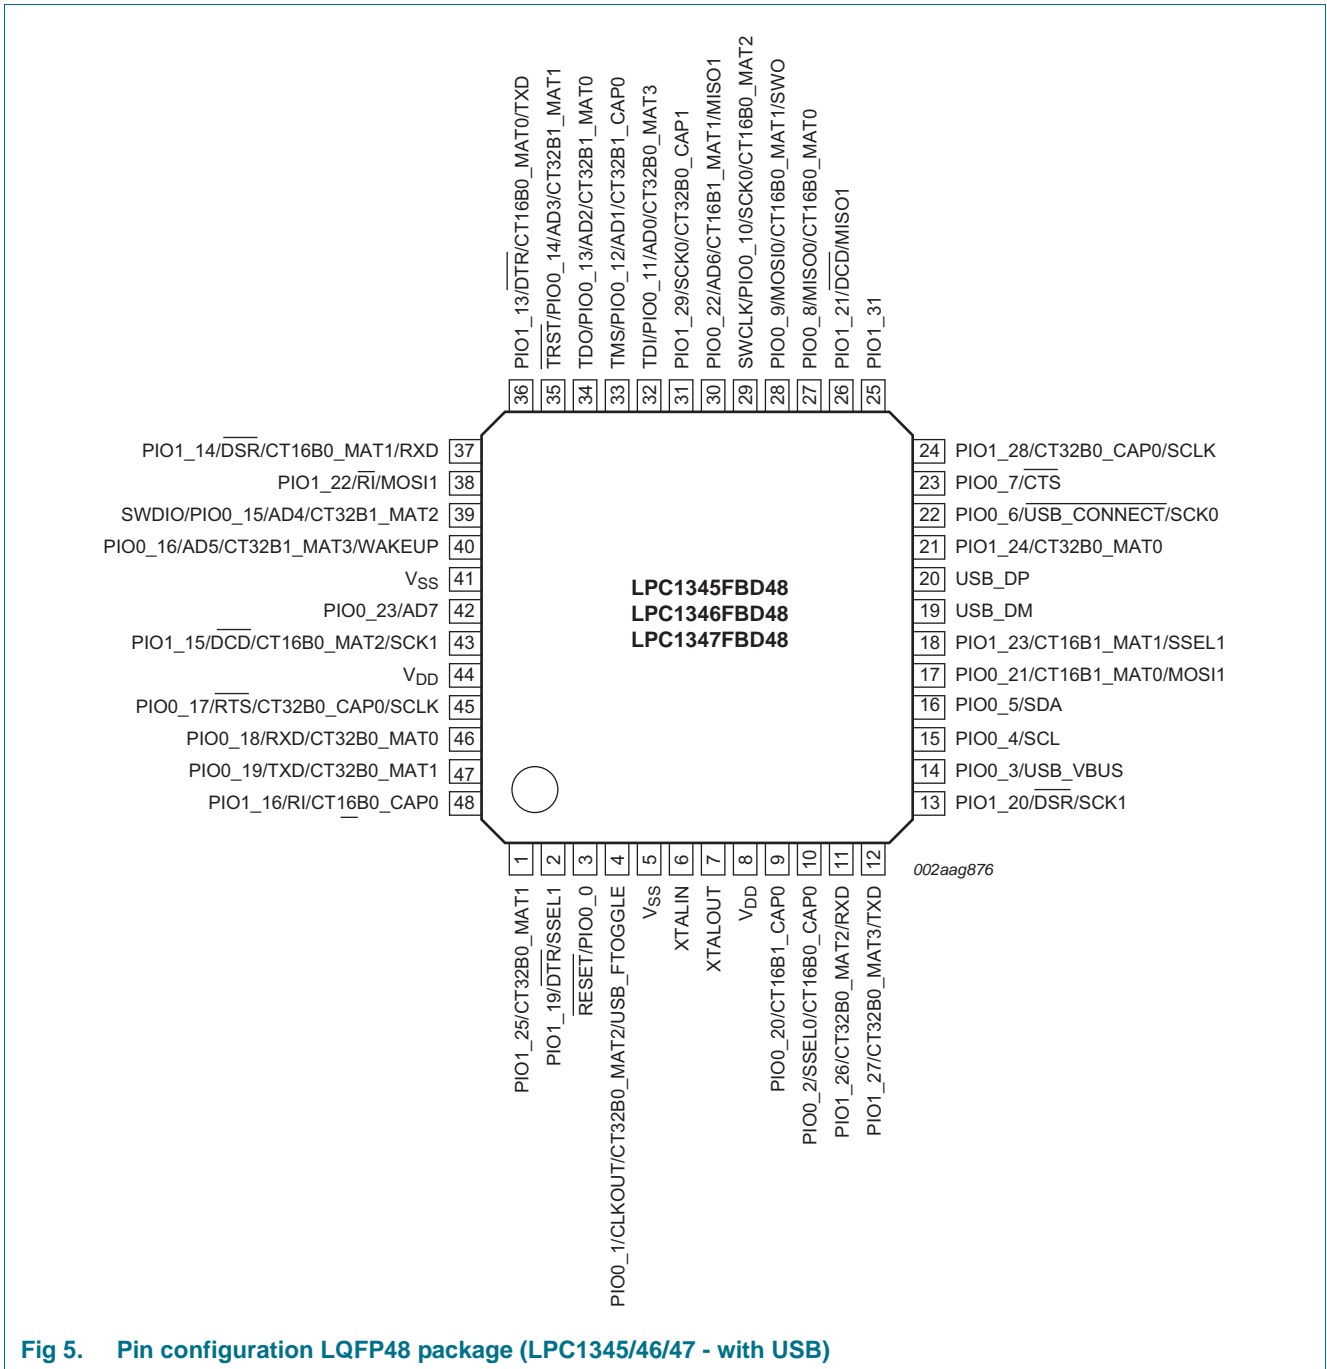 36 PIO1_13/DTR/CT16B0_MAT0/TXD
35 TRST/PIO0_14/AD3/CT32B1_MAT1
34 TDO/PIO0_13/AD2/CT32B1_MAT0
33 TMS/PIO0_12/AD1/CT32B1_CAP0
32 TDI/PIO0_11/AD0/CT32B0_MAT3
31 PIO1_29/SCK0/CT32B0_CAP1
30 PIO0_22/AD6/CT16B1_MAT1/MISO1
29 SWCLK/PIO0_10/SCK0/CT16B0_MAT2
28 PIO0_9/MOSI0/CT16B0_MAT1/SWO
27 PIO0_8/MISO0/CT16B0_MAT0
26 PIO1_21/DCD/MISO1
25 PIO1_31
PIO1_14/DSR/CT16B0_MAT1/RXD 37
PIO1_22/RI/MOSI1 38
SWDIO/PIO0_15/AD4/CT32B1_MAT2 39
PIO0_16/AD5/CT32B1_MAT3/WAKEUP 40
VSS 41
PIO0_23/AD7 42
PIO1_15/DCD/CT16B0_MAT2/SCK1 43
VDD 44
PIO0_17/RTS/CT32B0_CAP0/SCLK 45
PIO0_18/RXD/CT32B0_MAT0 46
PIO0_19/TXD/CT32B0_MAT1 47
PIO1_16/RI/CT16B0_CAP0 48
LPC1345FBD48
LPC1346FBD48
LPC1347FBD48
24 PIO1_28/CT32B0_CAP0/SCLK
23 PIO0_7/CTS
22 PIO0_6/USB_CONNECT/SCK0
21 PIO1_24/CT32B0_MAT0
20 USB_DP
19 USB_DM
18 PIO1_23/CT16B1_MAT1/SSEL1
17 PIO0_21/CT16B1_MAT0/MOSI1
16 PIO0_5/SDA
15 PIO0_4/SCL
14 PIO0_3/USB_VBUS
13 PIO1_20/DSR/SCK1
1 PIO1_25/CT32B0_MAT1
2 PIO1_19/DTR/SSEL1
3 RESET/PIO0_0
4 PIO0_1/CLKOUT/CT32B0_MAT2/USB_FTOGGLE
5 VSS
6 XTALIN
7 XTALOUT
8 VDD
9 PIO0_20/CT16B1_CAP0
10 PIO0_2/SSEL0/CT16B0_CAP0
11 PIO1_26/CT32B0_MAT2/RXD
12 PIO1_27/CT32B0_MAT3/TXD
002aag876
Fig 5. Pin configuration LQFP48 package (LPC1345/46/47 - with USB)